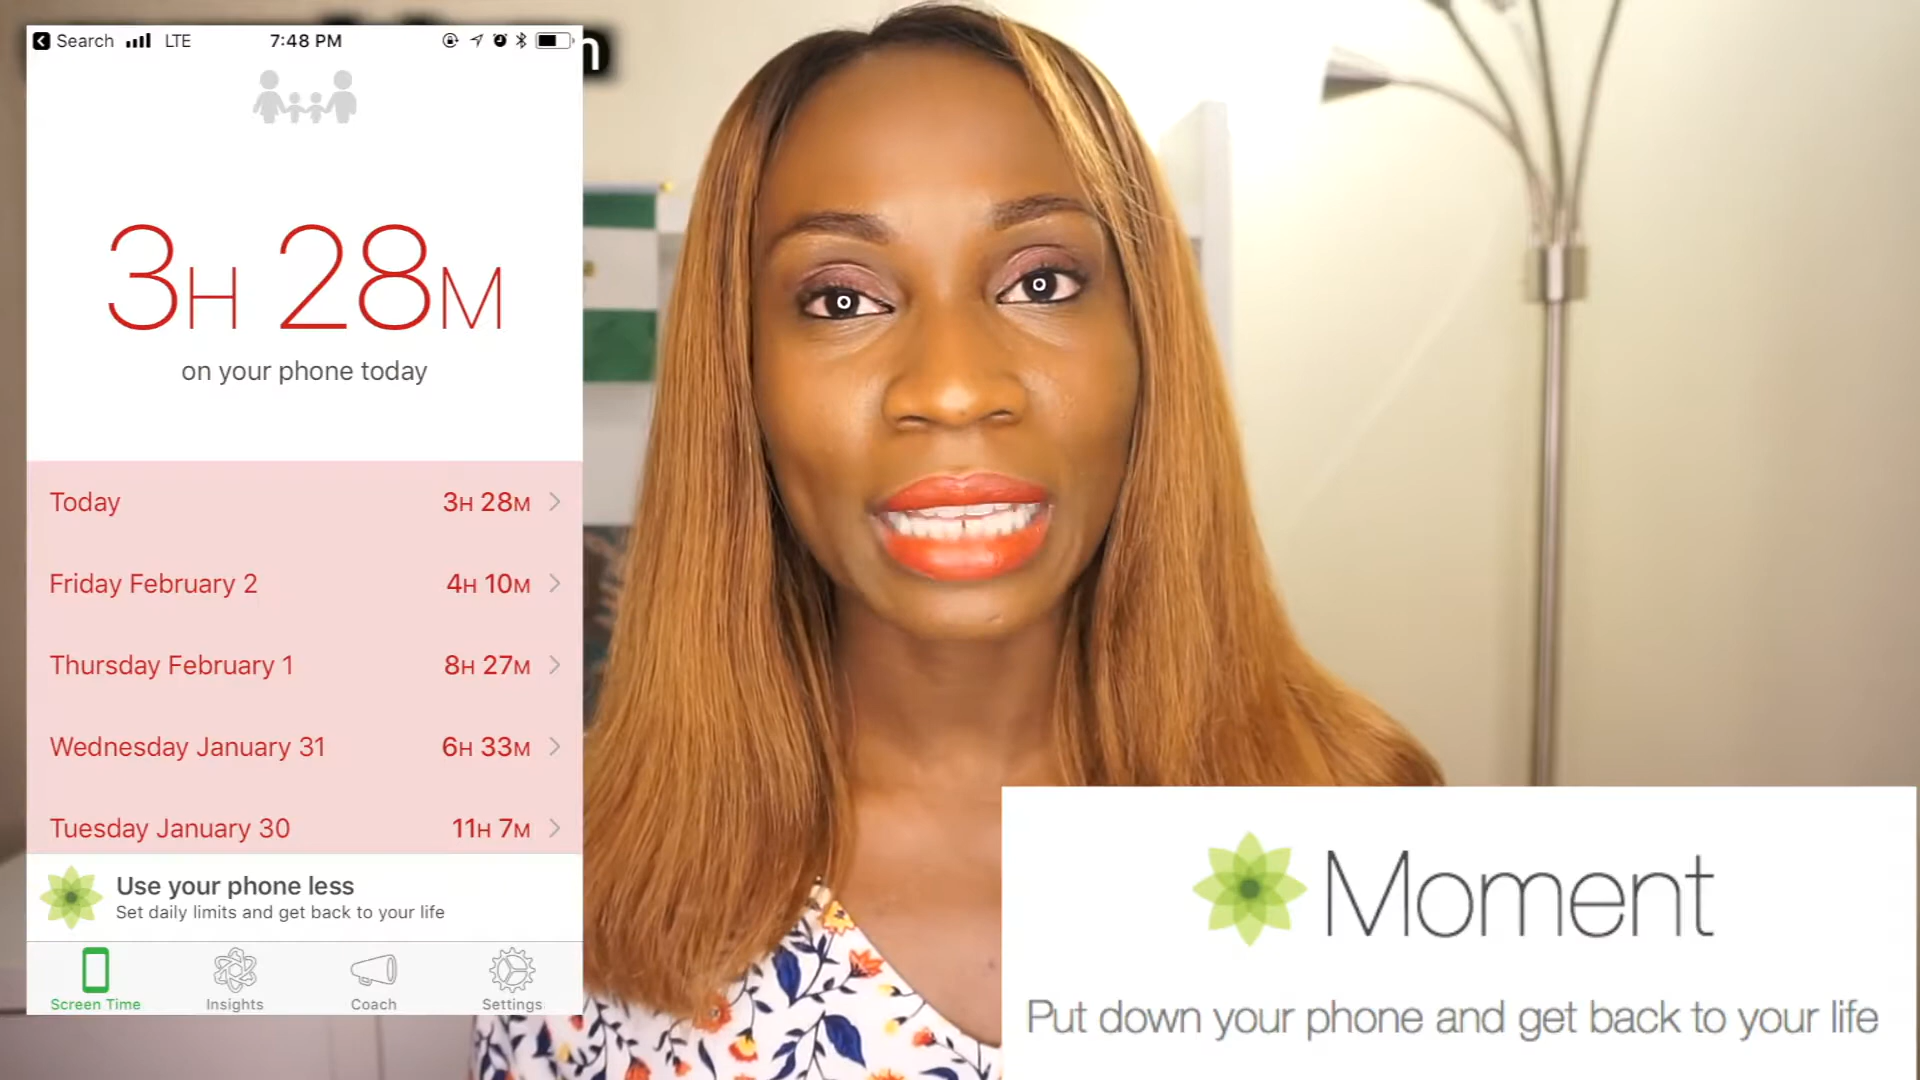 Search LTE 7:48 PM
3H 28M
on your phone today
Today 3H 28M
Friday February 2 4H 10M
Thursday February 1 8H 27M
Wednesday January 31 6H 33M
Tuesday January 30 11H 7M
Use your phone less
Set daily limits and get back to your life
Screen Time Insights Coach Settings
Moment
Put down your phone and get back to your life